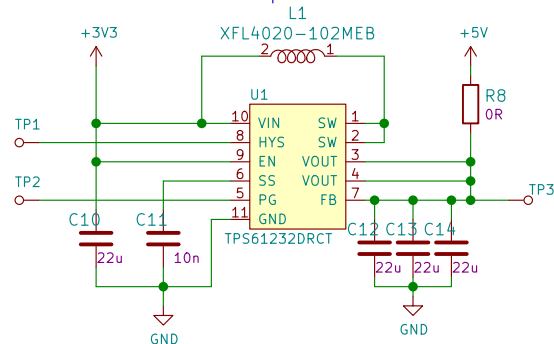 L1
+3V3
XFL4020-102MEB
+5V
2
1
U1
R8
0R
TP1
10
VIN
SW
1
8
HYS
SW
2
9
EN
VOUT
3
TP2
6
SS
VOUT
4
TP3
5
PG
FB
7
11
GND
C10
C11
TPS61232DRCT
C12
C13
C14
22u
10n
22u
22u
22u
GND
GND